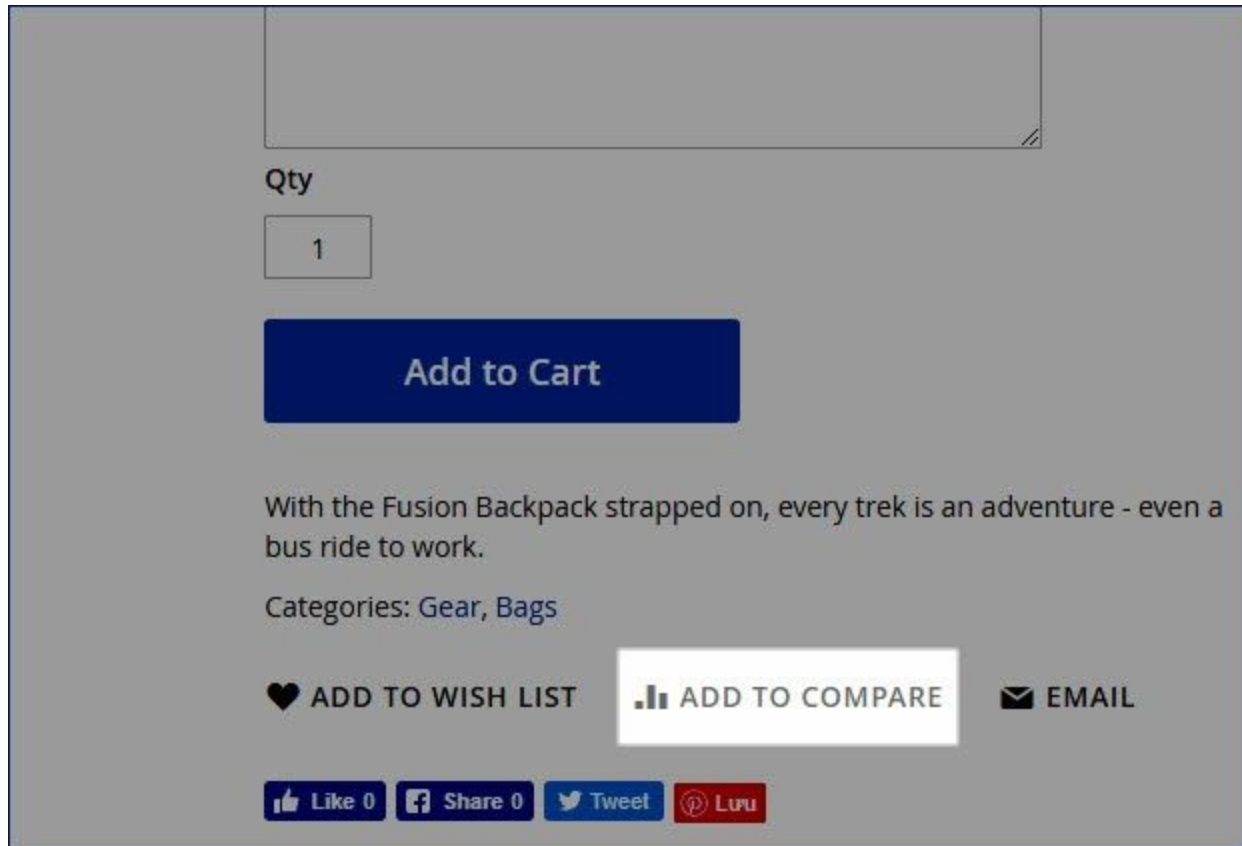 Qty
1
Add to Cart
With the Fusion Backpack strapped on, every trek is an adventure - even a
bus ride to work.
Categories: Gear, Bags
ADD TO WISH LIST ADD TO COMPARE EMAIL
Like 0 Share 0 Tweet Lưu